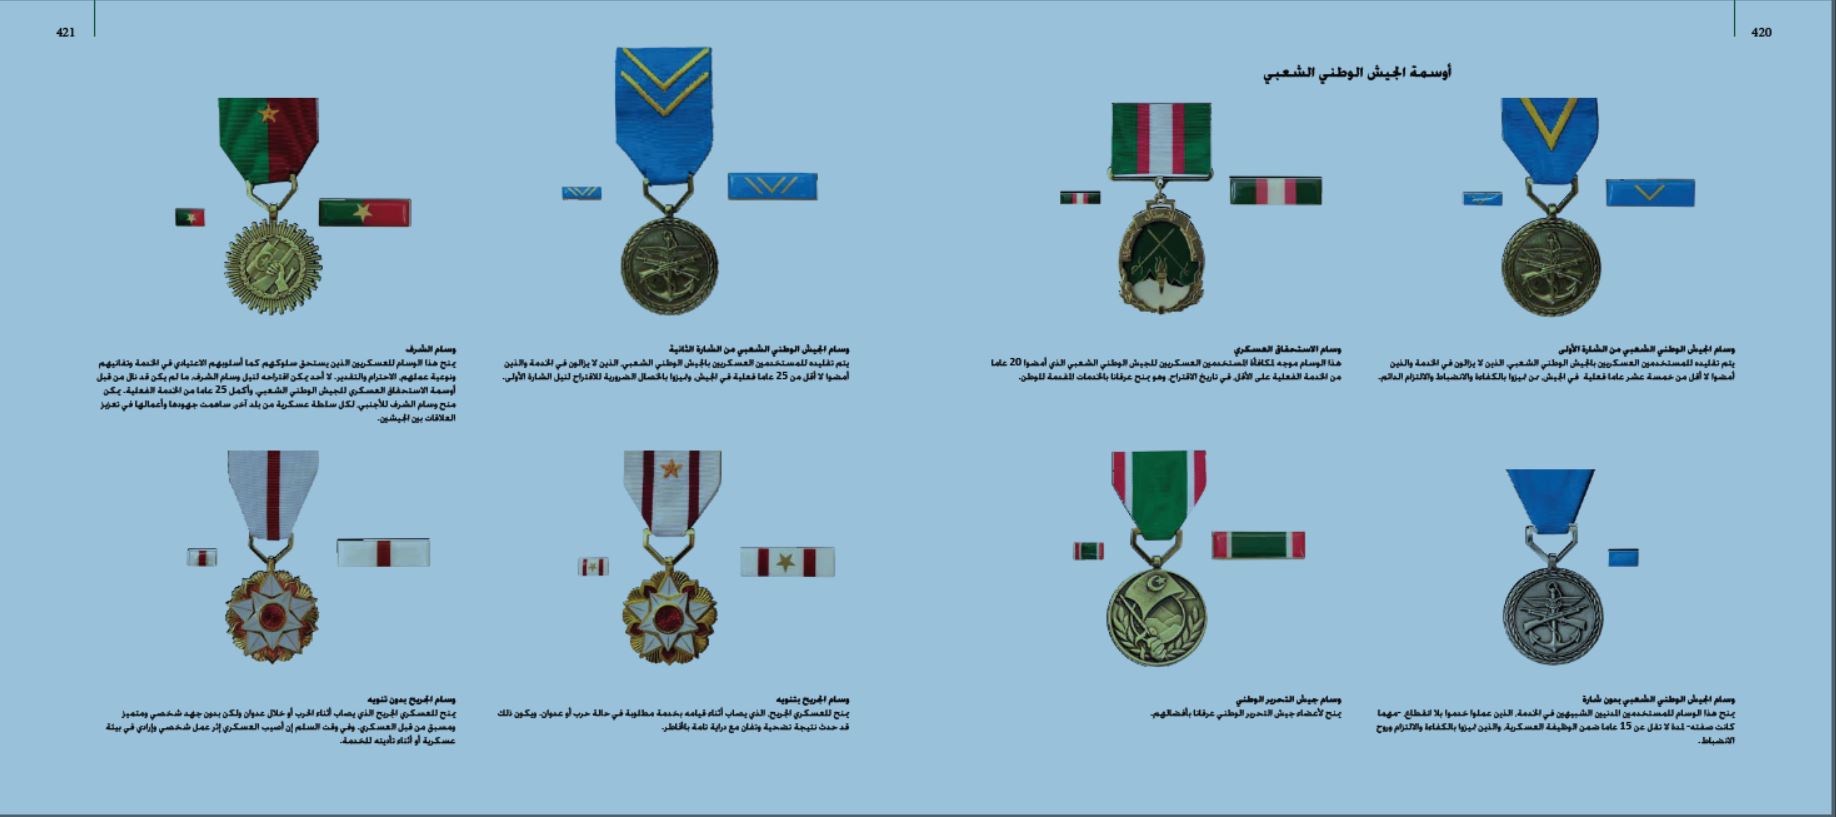 420
أوسمة الجيش الوطني الشعبي
وسام الجيش الوطني الشعبي من الشارة الأولى
يتم تقليده للمستخدمين العسكريين بالجيش الوطني الشعبي، الذين لا يزالون في الخدمة والذين
أمضوا لا أقل من خمسة عشر عاما فعلية في الجيش، من تميزوا بالكفاءة والانضباط والالتزام الدائم.
وسام الاستحقاق العسكري
هذا الوسام موجه لمكافأة المستخدمين العسكريين للجيش الوطني الشعبي الذي أمضوا 20 عاما
من الخدمة الفعلية على الأقل، في تاريخ الاقتراح، وهو يمنح عرفانا بالخدمات المقدمة للوطن.
وسام الجيش الوطني الشعبي بدون شارة
يمنح هذا الوسام للمستخدمين المدنيين الشبيهين في الخدمة، الذين عملوا خدموا بلا انقطاع، -مهما
كانت صفته- لمدة لا تقل عن 15 عاما ضمن الوظيفة العسكرية، والذين تميزوا بالكفاءة والالتزام وروح
الانضباط.
وسام جيش التحرير الوطني
يمنح لأعضاء جيش التحرير الوطني عرفانا بأفضالهم.
421
وسام الجيش الوطني الشعبي من الشارة الثانية
يتم تقليده للمستخدمين العسكريين بالجيش الوطني الشعبي، الذين لا يزالون في الخدمة والذين
أمضوا لا أقل من 25 عاما فعلية في الجيش، وتميزوا بالخصال الضرورية للاقتراح لنيل الشارة الأولى.
وسام الشرف
يمنح هذا الوسام للعسكريين الذين يستحق سلوكهم، كما أسلوبهم الاعتيادي في الخدمة وتفانيهم
ونوعية عملهم، الاحترام والتقدير. لا أحد يمكن اقتراحه لنيل وسام الشرف، ما لم يكن قد نال من قبل
أوسمة الاستحقاق العسكري للجيش الوطني الشعبي، وأكمل 25 عاما من الخدمة الفعلية. يمكن
منح وسام الشرف للأجنبي، لكل سلطة عسكرية من بلد آخر، ساهمت جهودها وأعمالها في تعزيز
العلاقات بين الجيشين.
وسام الجريح بتنويه
يمنح للعسكري الجريح، الذي يصاب أثناء قيامه بخدمة مطلوبة في حالة حرب أو عدوان. ويكون ذلك
قد حدث نتيجة تضحية وتفان مع دراية تامة بالمخاطر.
وسام الجريح بدون تنويه
يمنح للعسكري الجريح الذي يصاب أثناء الحرب أو خلال عدوان ولكن بدون جهد شخصي ومتميز
ومسبق من قبل العسكري. وفي وقت السلم إن أصيب العسكري إثر عمل شخصي وإرادي في بيئة
عسكرية أو أثناء تأديته للخدمة.